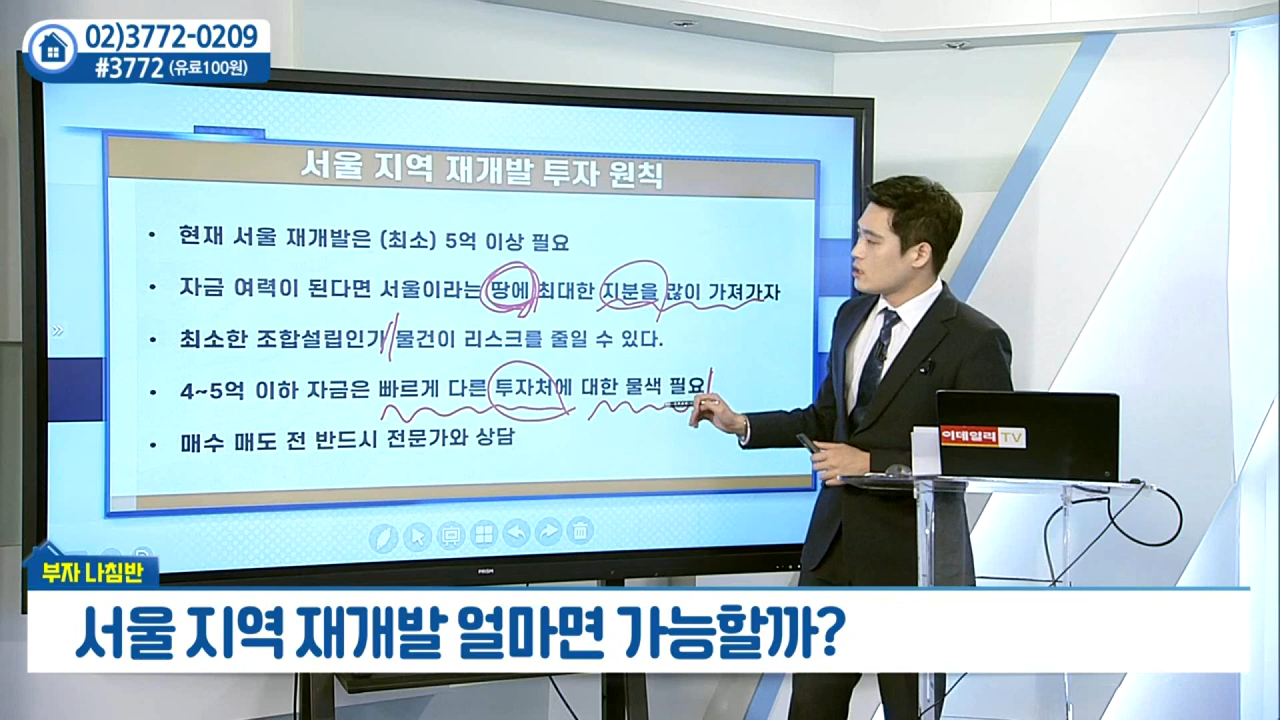 02)3772-0209
#3772 (유료100원)
서울 지역 재개발 투자 원칙
• 현재 서울 재개발은 (최소) 5억 이상 필요
• 자금 여력이 된다면 서울이라는 땅에 최대한 지분을 많이 가져가자
• 최소한 조합설립인가 물건이 리스크를 줄일 수 있다.
• 4~5억 이하 자금은 빠르게 다른 투자처에 대한 물색 필요
• 매수 매도 전 반드시 전문가와 상담
이데일리 TV
PRISM
부자 나침반
서울 지역 재개발 얼마면 가능할까?